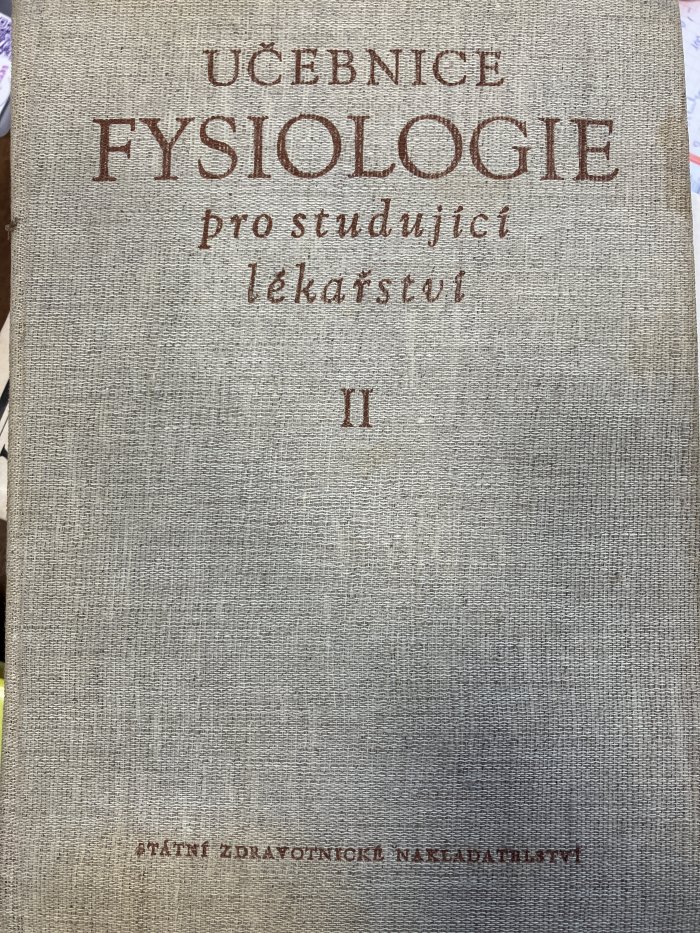 UČEBNICE
FYSIOLOGIE
pro studující
lékařství
II
STÁTNÍ ZDRAVOTNICKÉ NAKLADATELSTVÍ